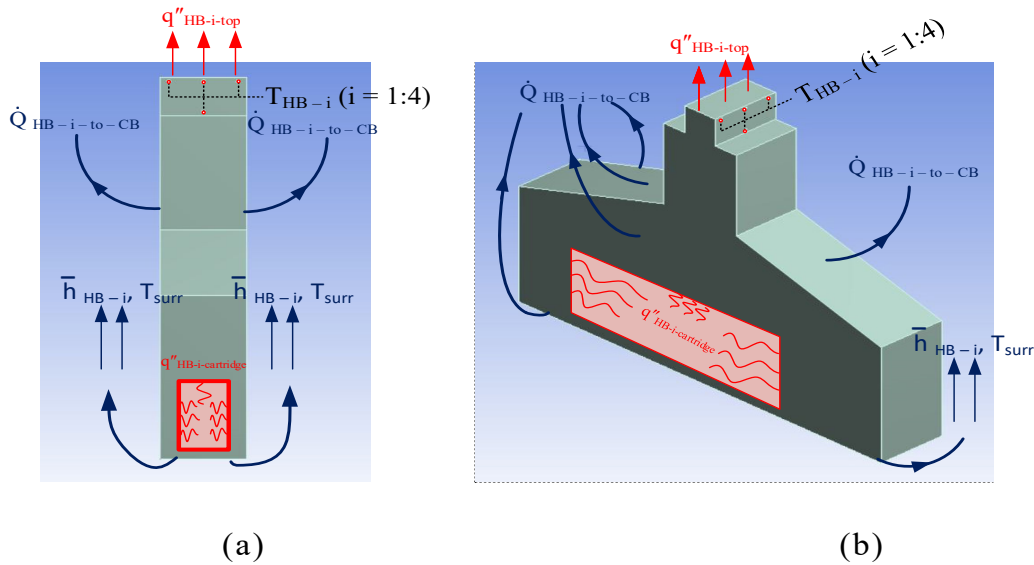 q″HB-i-top
THB-i (i = 1:4)
Q̇ HB-i-to-CB
Q̇ HB-i-to-CB
h̅ HB-i, Tsurr
h̅ HB-i, Tsurr
q″HB-i-cartridge
(a)
q″HB-i-top
THB-i (i = 1:4)
Q̇ HB-i-to-CB
Q̇ HB-i-to-CB
q″HB-i-cartridge
h̅ HB-i, Tsurr
(b)